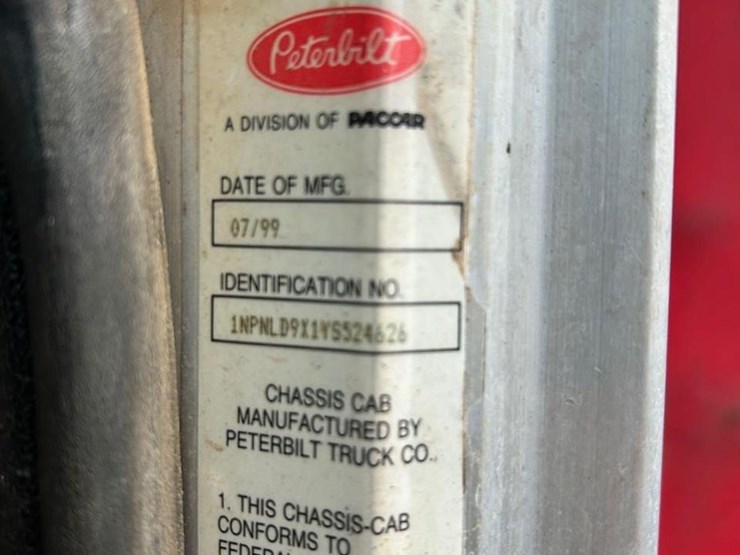 Peterbilt
A DIVISION OF PACCAR
DATE OF MFG.
07/99
IDENTIFICATION NO.
1NPNLD9X1YS524626
CHASSIS CAB
MANUFACTURED BY
PETERBILT TRUCK CO..
1. THIS CHASSIS-CAB
CONFORMS TO